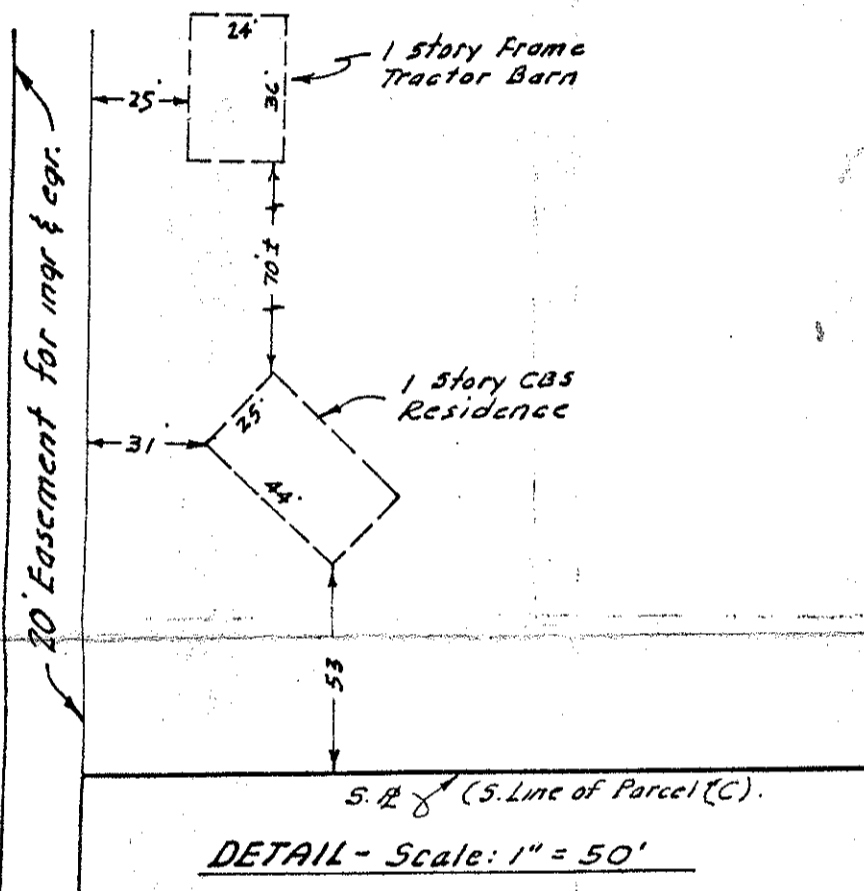 24'
1 story Frame
Tractor Barn
25'
36'
20' Easement for ingr & egr.
70'±
1 Story CBS
Residence
25'
31'
44'
53
S. ⅊ (S. Line of Parcel (C).
DETAIL - Scale: 1" = 50'